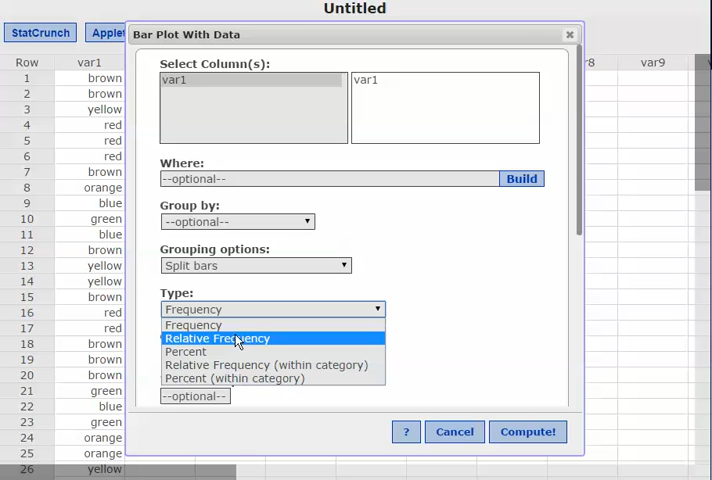 Untitled
StatCrunch Applet
Bar Plot With Data
Row var1 r8 var9
1 brown
2 brown
3 yellow
4 red
5 red
6 red
7 brown
8 orange
9 blue
10 green
11 blue
12 brown
13 yellow
14 yellow
15 brown
16 red
17 red
18 brown
19 brown
20 brown
21 green
22 blue
23 green
24 orange
25 orange
26 yellow
Select Column(s):
var1 var1
Where:
--optional-- Build
Group by:
--optional--
Grouping options:
Split bars
Type:
Frequency
Frequency
Relative Frequency
Percent
Relative Frequency (within category)
Percent (within category)
--optional--
? Cancel Compute!